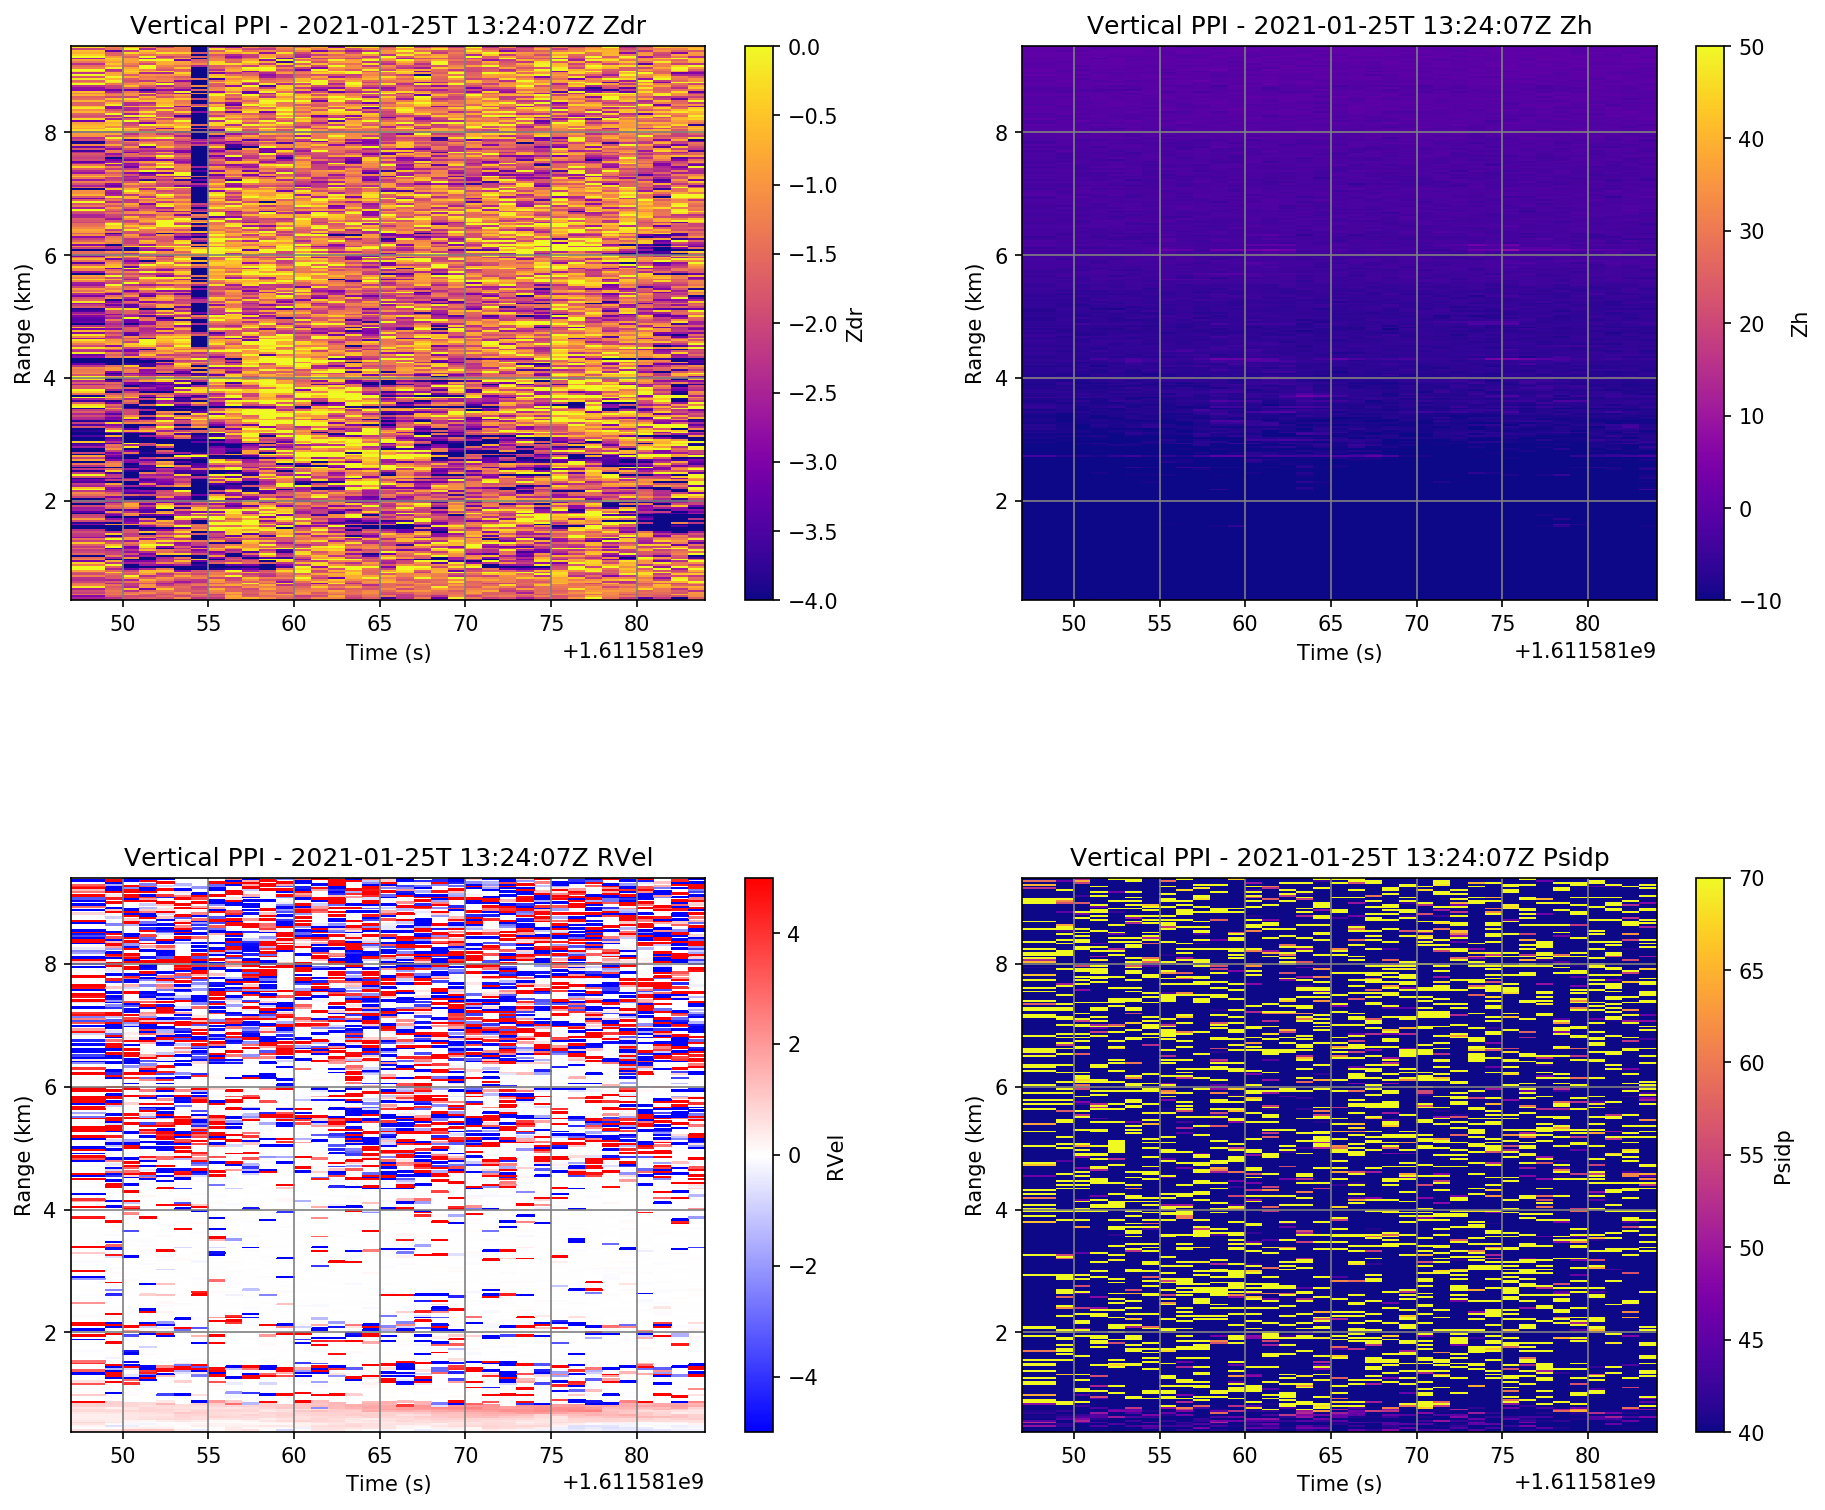 Vertical PPI - 2021-01-25T 13:24:07Z Zdr
8
6
4
2
Range (km)
50 55 60 65 70 75 80
Time (s)
+1.611581e9
0.0
−0.5
−1.0
−1.5
−2.0
−2.5
−3.0
−3.5
−4.0
Zdr
Vertical PPI - 2021-01-25T 13:24:07Z Zh
8
6
4
2
Range (km)
50 55 60 65 70 75 80
Time (s)
+1.611581e9
50
40
30
20
10
0
−10
Zh
Vertical PPI - 2021-01-25T 13:24:07Z RVel
8
6
4
2
Range (km)
50 55 60 65 70 75 80
Time (s)
+1.611581e9
4
2
0
−2
−4
RVel
Vertical PPI - 2021-01-25T 13:24:07Z Psidp
8
6
4
2
Range (km)
50 55 60 65 70 75 80
Time (s)
+1.611581e9
70
65
60
55
50
45
40
Psidp